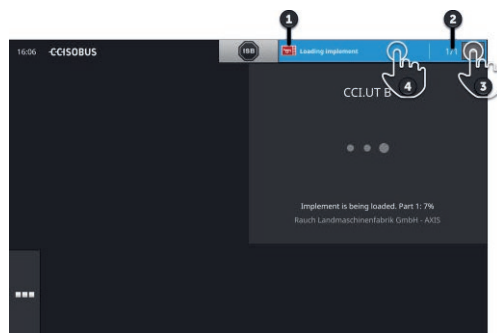 1
2
16:06
CCISOBUS
ISB
Loading implement
1/1
CCI.UT B
4
3
Implement is being loaded. Part 1: 7%
Rauch Landmaschinenfabrik GmbH - AXIS